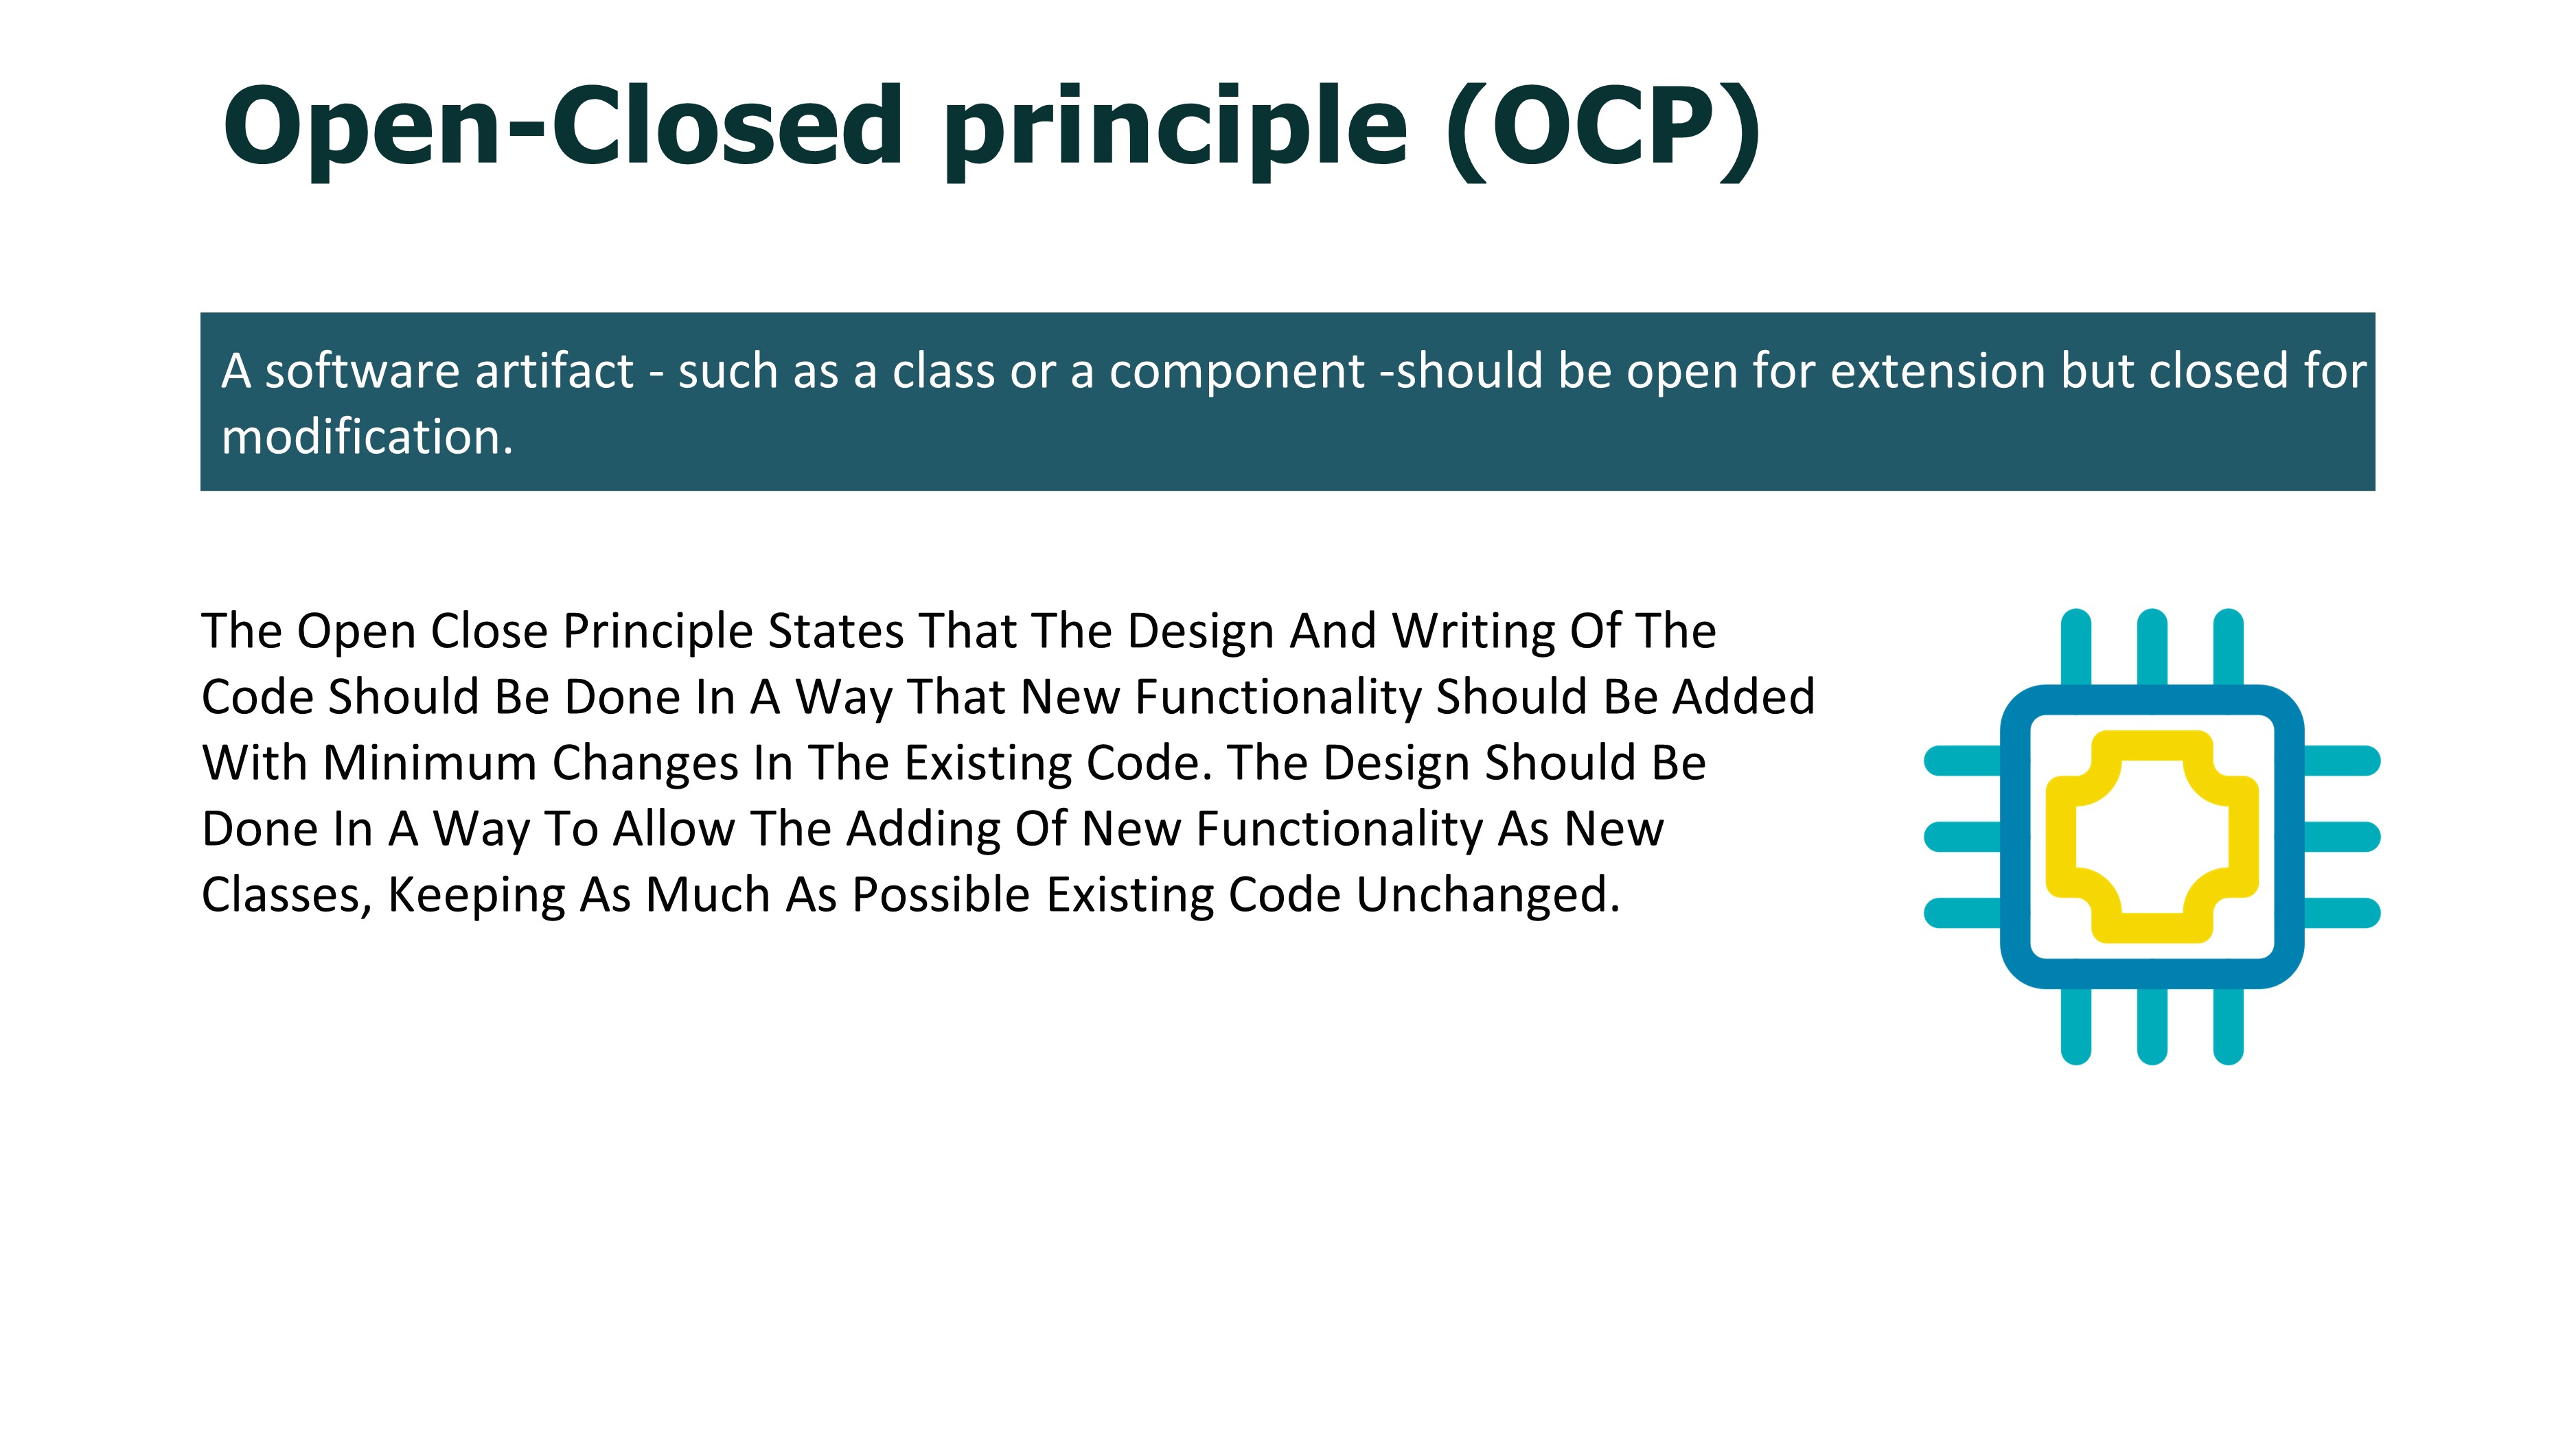 Open-Closed principle (OCP)
A software artifact - such as a class or a component -should be open for extension but closed for
modification.
The Open Close Principle States That The Design And Writing Of The
Code Should Be Done In A Way That New Functionality Should Be Added
With Minimum Changes In The Existing Code. The Design Should Be
Done In A Way To Allow The Adding Of New Functionality As New
Classes, Keeping As Much As Possible Existing Code Unchanged.